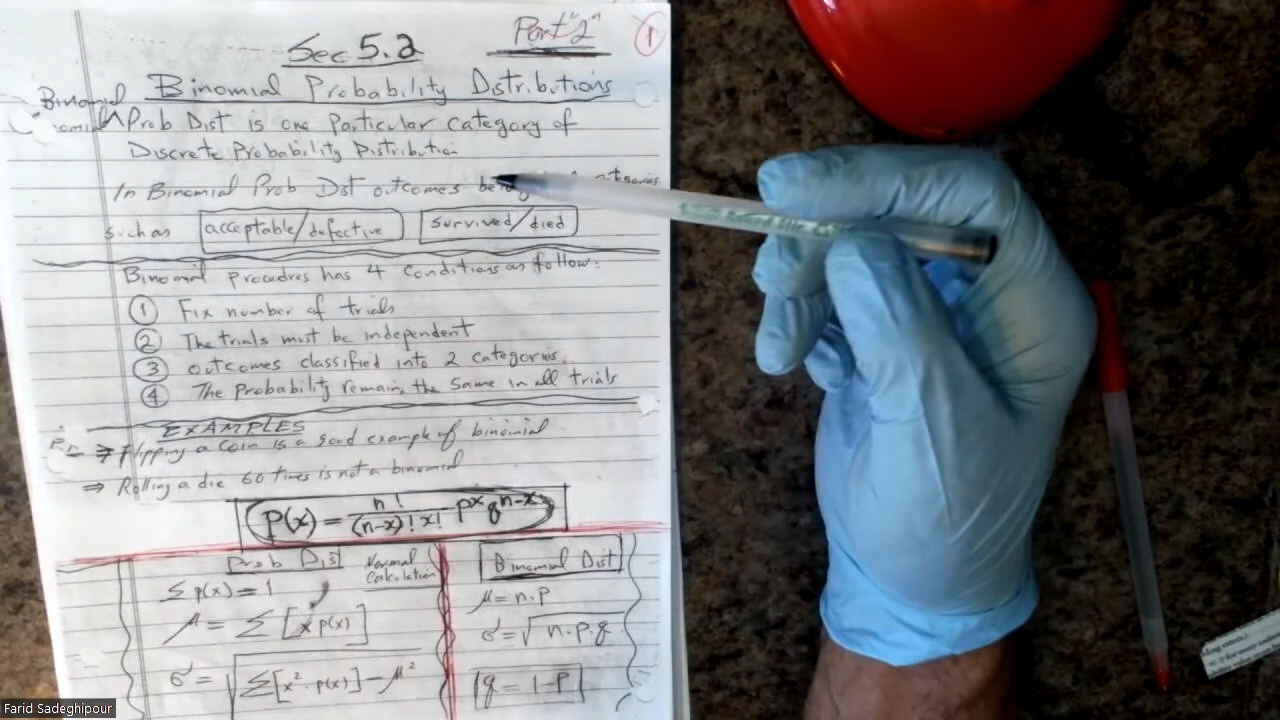 Part "2"
1
Sec 5.2
Binomial Probability Distributions
Binomial
Prob Dist is one Particular Category of
Discrete Probability Distribution
In Binomial Prob Dist outcomes
such as acceptable/defective survived/died
Binomial Procedres has 4 Conditions as follow:
1 Fix number of trials
2 The trials must be independent
3 outcomes classified into 2 categories.
4 The Probability remain the Same in all trials
EXAMPLES
⇒ Flipping a Coin is a good example of binomial.
⇒ Rolling a die 60 times is not a binomial
P(x) = n! / (n-x)! x! P^x q^n-x
Prob Dist Normal Calculation
Σ p(x) = 1
μ = Σ [x p(x)]
σ = √Σ[x² · p(x)] - μ²
Binomial Dist
μ = n.p
σ = √n.p.q
q = 1-p
Farid Sadeghipour